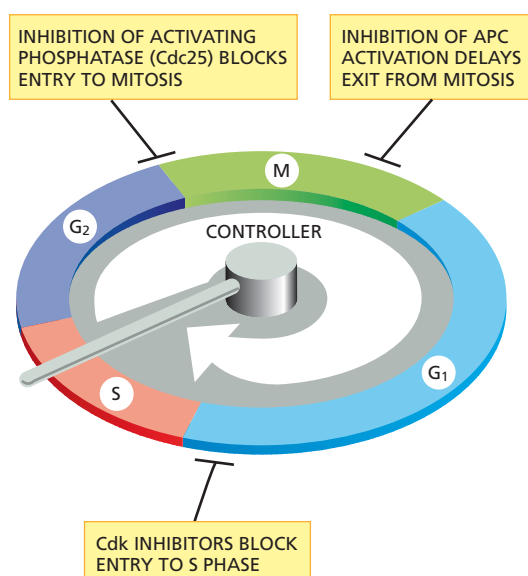 INHIBITION OF ACTIVATING
PHOSPHATASE (Cdc25) BLOCKS
ENTRY TO MITOSIS
INHIBITION OF APC
ACTIVATION DELAYS
EXIT FROM MITOSIS
M
G₂
CONTROLLER
G₁
S
Cdk INHIBITORS BLOCK
ENTRY TO S PHASE